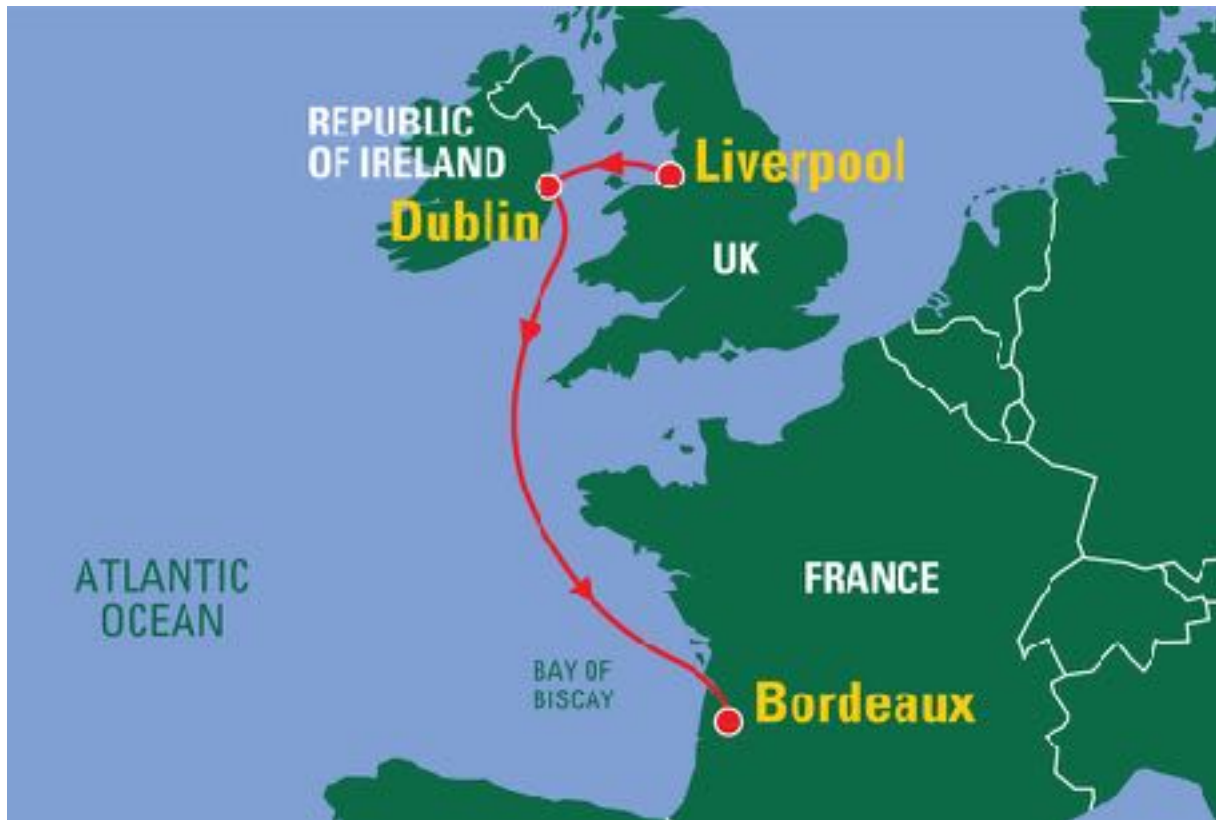 REPUBLIC
OF IRELAND
Liverpool
Dublin
UK
ATLANTIC
OCEAN
FRANCE
BAY OF
BISCAY
Bordeaux